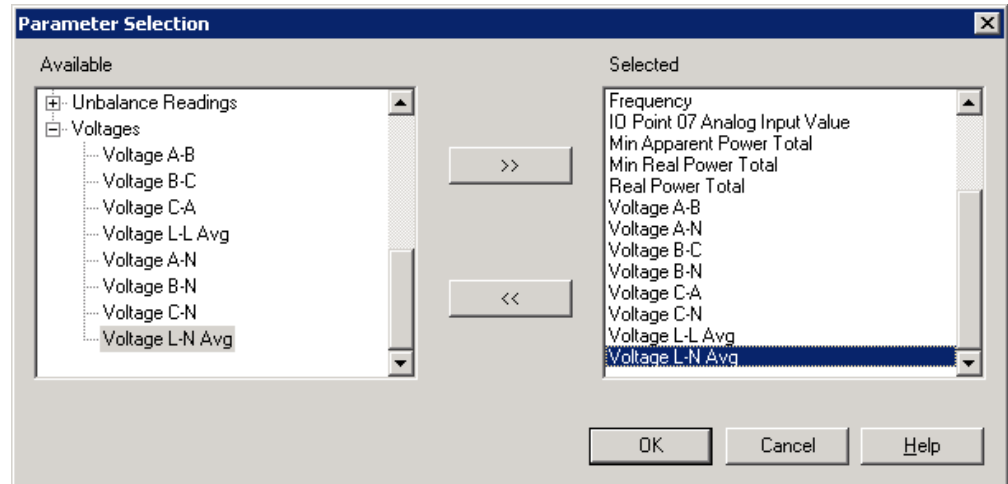 Parameter Selection
Available
Unbalance Readings
Voltages
Voltage A-B
Voltage B-C
Voltage C-A
Voltage L-L Avg
Voltage A-N
Voltage B-N
Voltage C-N
Voltage L-N Avg
>>
<<
Selected
Frequency
IO Point 07 Analog Input Value
Min Apparent Power Total
Min Real Power Total
Real Power Total
Voltage A-B
Voltage A-N
Voltage B-C
Voltage B-N
Voltage C-A
Voltage C-N
Voltage L-L Avg
Voltage L-N Avg
OK
Cancel
Help